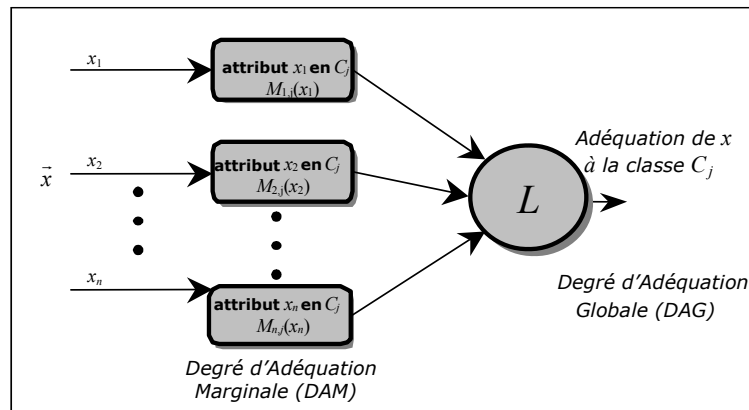 x1
attribut x1 en Cj
M1,j(x1)
x2
attribut x2 en Cj
M2,j(x2)
x⃗
xn
attribut xn en Cj
Mn,j(xn)
L
Adéquation de x
à la classe Cj
Degré d'Adéquation
Globale (DAG)
Degré d'Adéquation
Marginale (DAM)